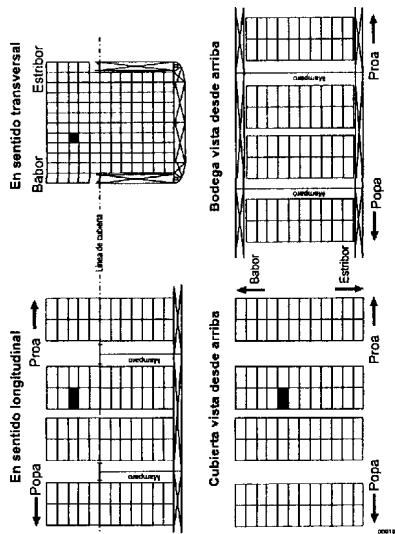 En sentido longitudinal
Popa
Proa
Mamparo
Mamparo
En sentido transversal
Babor
Estribor
Línea de cubierta
Cubierta vista desde arriba
Popa
Proa
Babor
Estribor
Bodega vista desde arriba
Popa
Proa
Mamparo
Mamparo